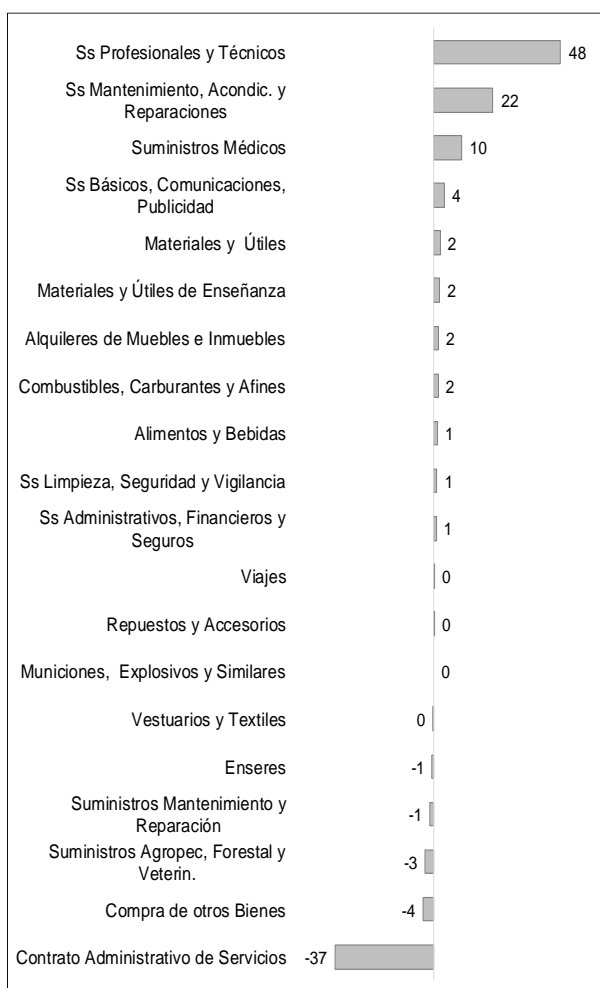 Ss Profesionales y Técnicos 48
Ss Mantenimiento, Acondic. y
Reparaciones 22
Suministros Médicos 10
Ss Básicos, Comunicaciones,
Publicidad 4
Materiales y Útiles 2
Materiales y Útiles de Enseñanza 2
Alquileres de Muebles e Inmuebles 2
Combustibles, Carburantes y Afines 2
Alimentos y Bebidas 1
Ss Limpieza, Seguridad y Vigilancia 1
Ss Administrativos, Financieros y
Seguros 1
Viajes 0
Repuestos y Accesorios 0
Municiones, Explosivos y Similares 0
Vestuarios y Textiles 0
Enseres -1
Suministros Mantenimiento y
Reparación -1
Suministros Agropec, Forestal y
Veterin. -3
Compra de otros Bienes -4
Contrato Administrativo de Servicios -37